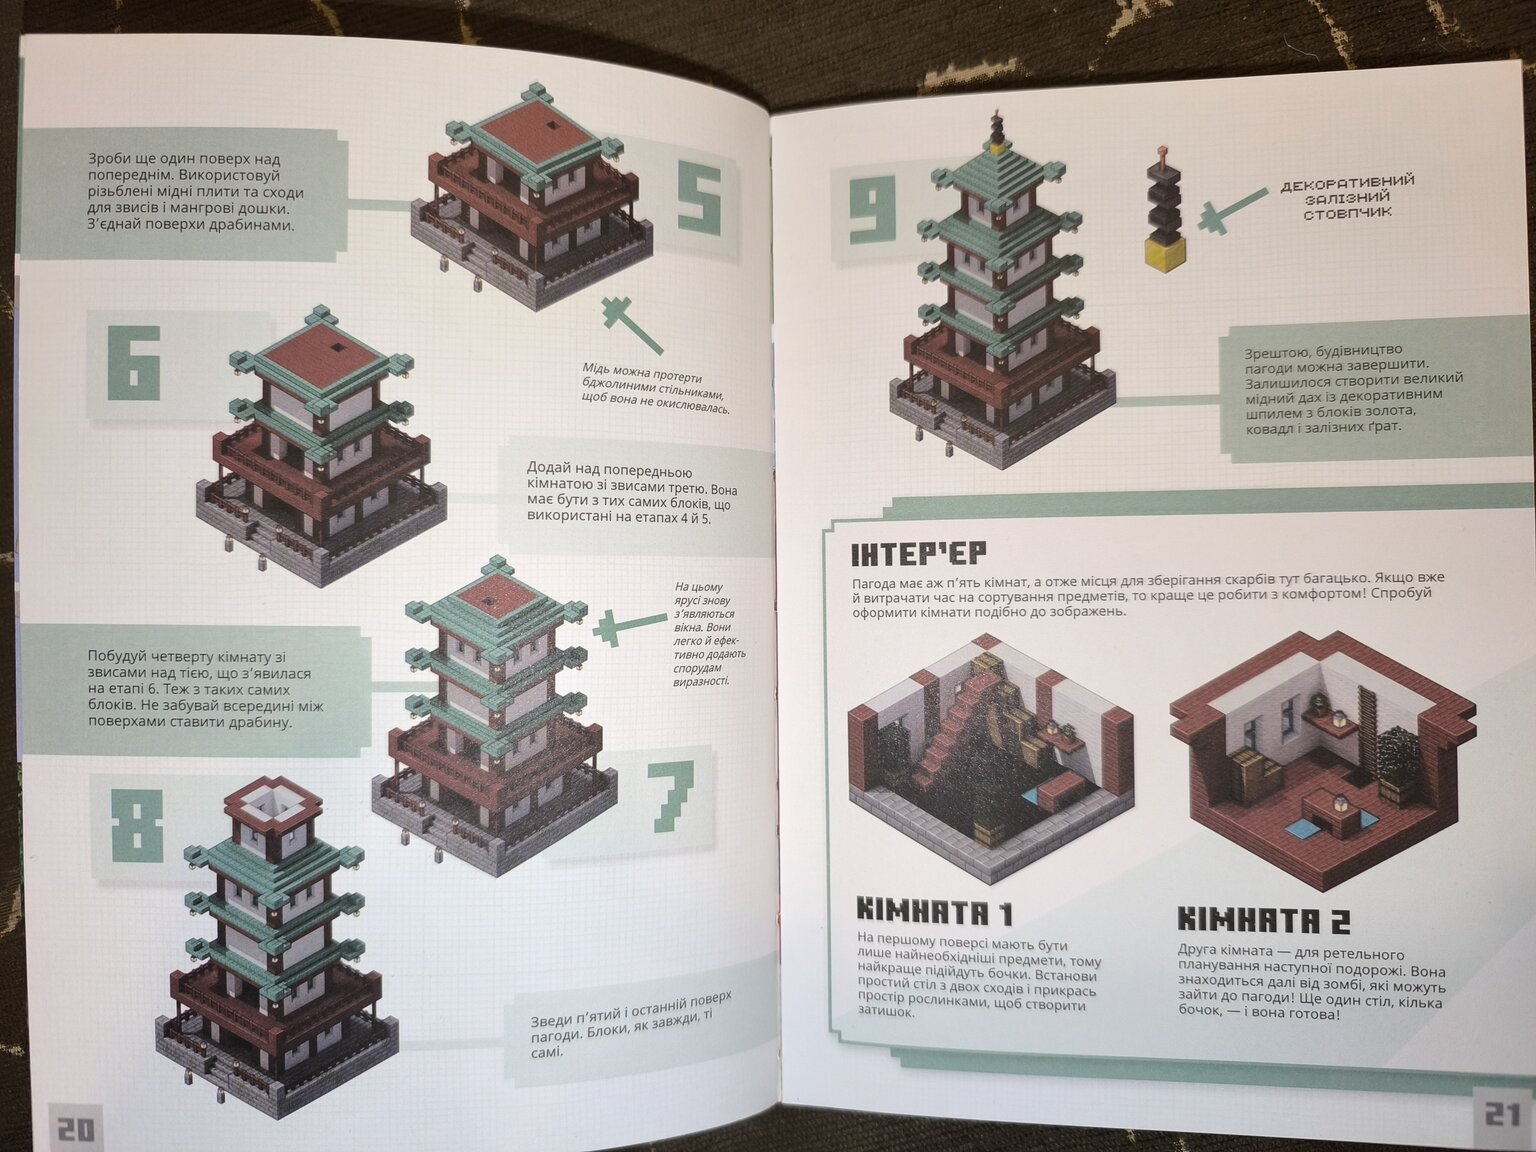 Зроби ще один поверх над
попереднім. Використовуй
різьблені мідні плити та сходи
для звисів і мангрові дошки.
З’єднай поверхи драбинами.
5
Мідь можна протерти
бджолиними стільниками,
щоб вона не окислювалась.
6
Додай над попередньою
кімнатою зі звисами третю. Вона
має бути з тих самих блоків, що
використані на етапах 4 й 5.
На цьому
ярусі знову
з’являються
вікна. Вони
легко й ефек-
тивно додають
спорудам
виразності.
Побудуй четверту кімнату зі
звисами над тією, що з’явилася
на етапі 6. Теж з таких самих
блоків. Не забувай всередині між
поверхами ставити драбину.
7
8
Зведи п’ятий і останній поверх
пагоди. Блоки, як завжди, ті
самі.
20
9
ДЕКОРАТИВНИЙ
ЗАЛІЗНИЙ
СТОВПЧИК
Зрештою, будівництво
пагоди можна завершити.
Залишилося створити великий
мідний дах із декоративним
шпилем з блоків золота,
ковадл і залізних ґрат.
ІНТЕР’ЄР
Пагода має аж п’ять кімнат, а отже місця для зберігання скарбів тут багацько. Якщо вже
й витрачати час на сортування предметів, то краще це робити з комфортом! Спробуй
оформити кімнати подібно до зображень.
КІМНАТА 1
На першому поверсі мають бути
лише найнеобхідніші предмети, тому
найкраще підійдуть бочки. Встанови
простий стіл з двох сходів і прикрась
простір рослинками, щоб створити
затишок.
КІМНАТА 2
Друга кімната — для ретельного
планування наступної подорожі. Вона
знаходиться далі від зомбі, які можуть
зайти до пагоди! Ще один стіл, кілька
бочок, — і вона готова!
21